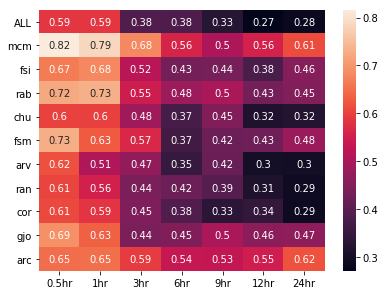 ALL 0.59 0.59 0.38 0.38 0.33 0.27 0.28
mcm 0.82 0.79 0.68 0.56 0.5 0.56 0.61
fsi 0.67 0.68 0.52 0.43 0.44 0.38 0.46
rab 0.72 0.73 0.55 0.48 0.5 0.43 0.45
chu 0.6 0.6 0.48 0.37 0.45 0.32 0.32
fsm 0.73 0.63 0.57 0.37 0.42 0.43 0.48
arv 0.62 0.51 0.47 0.35 0.42 0.3 0.3
ran 0.61 0.56 0.44 0.42 0.39 0.31 0.29
cor 0.61 0.59 0.45 0.38 0.33 0.34 0.29
gjo 0.69 0.63 0.44 0.45 0.5 0.46 0.47
arc 0.65 0.65 0.59 0.54 0.53 0.55 0.62
0.5hr 1hr 3hr 6hr 9hr 12hr 24hr
0.8
0.7
0.6
0.5
0.4
0.3